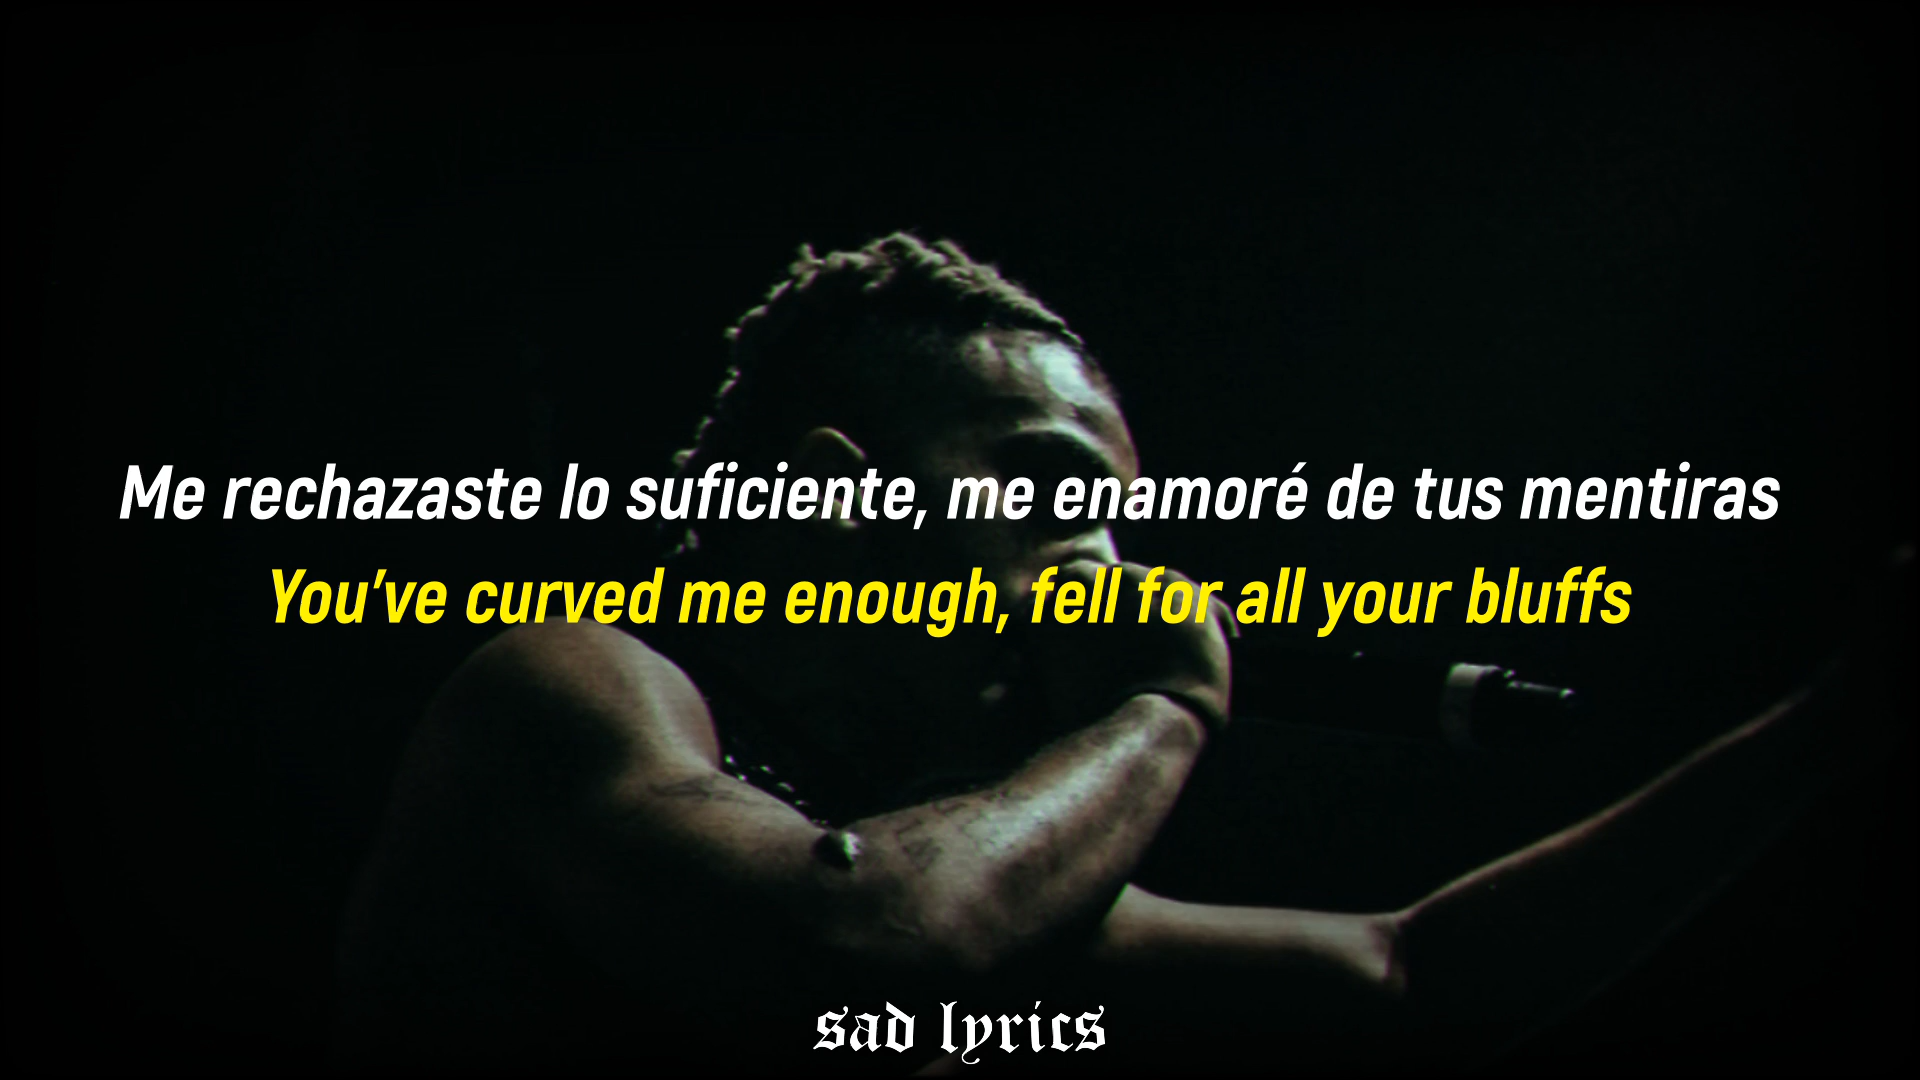 Me rechazaste lo suficiente, me enamoré de tus mentiras
You've curved me enough, fell for all your bluffs
sad lyrics